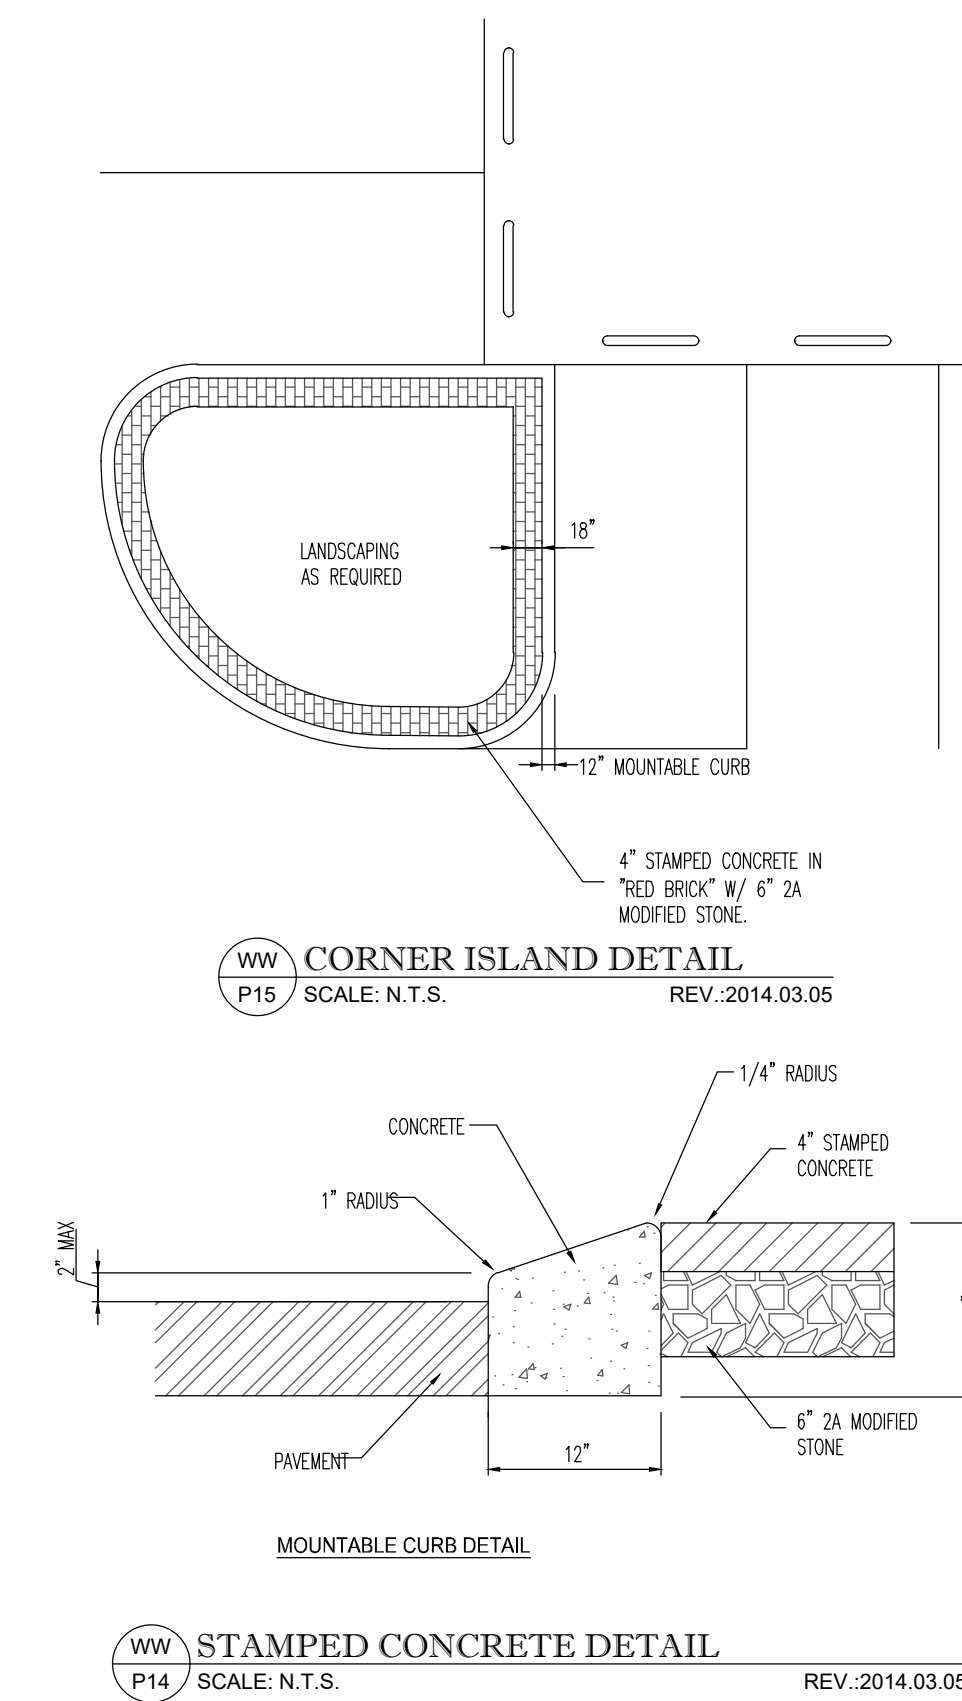 18”
LANDSCAPING
AS REQUIRED
12” MOUNTABLE CURB
4” STAMPED CONCRETE IN
”RED BRICK” W/ 6” 2A
MODIFIED STONE.
WW
P15
CORNER ISLAND DETAIL
SCALE: N.T.S.
REV.:2014.03.05
1/4” RADIUS
CONCRETE
4” STAMPED
CONCRETE
1” RADIUS
2” MAX
6” 2A MODIFIED
STONE
PAVEMENT
12”
MOUNTABLE CURB DETAIL
WW
P14
STAMPED CONCRETE DETAIL
SCALE: N.T.S.
REV.:2014.03.05